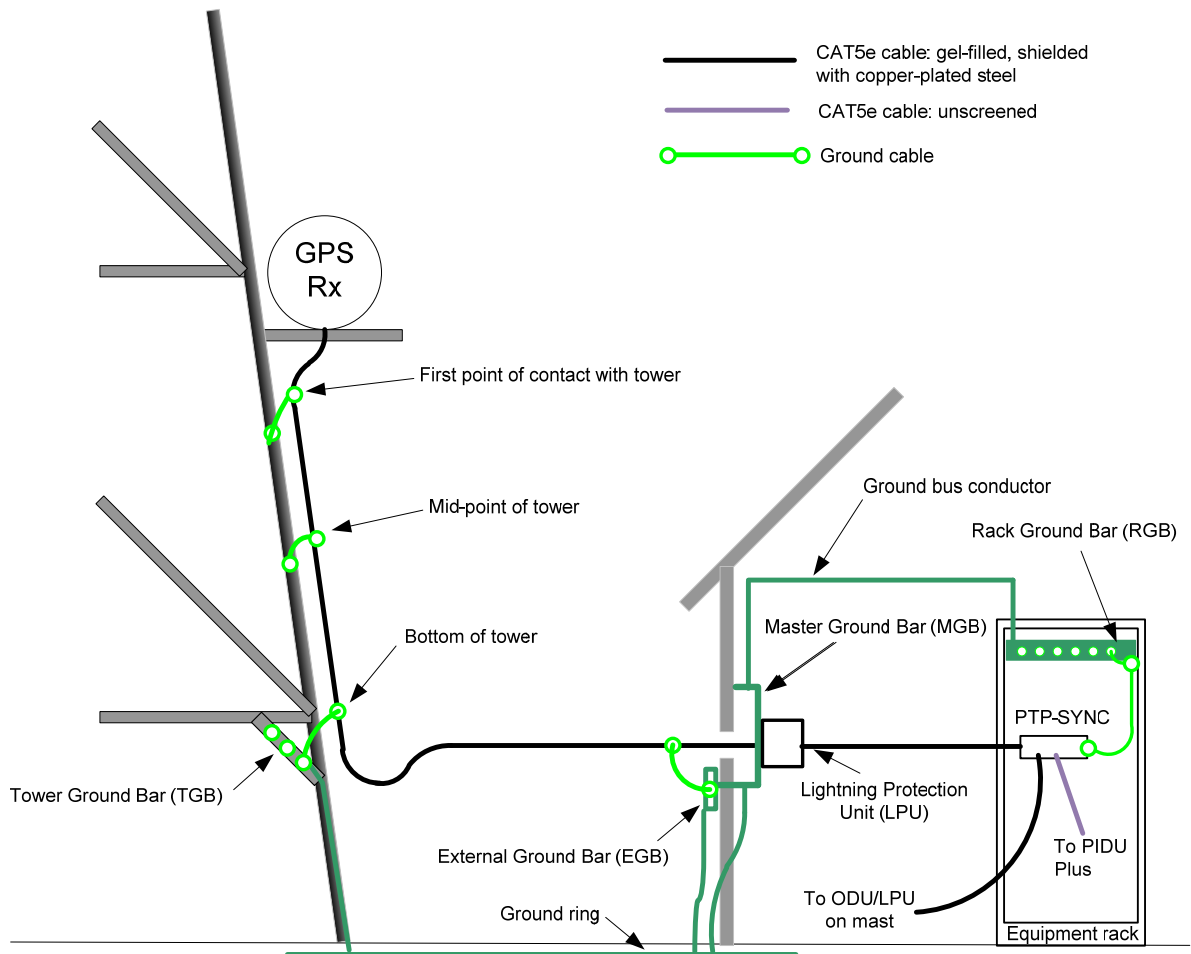 CAT5e cable: gel-filled, shielded
with copper-plated steel
CAT5e cable: unscreened
Ground cable
GPS
Rx
First point of contact with tower
Mid-point of tower
Ground bus conductor
Rack Ground Bar (RGB)
Bottom of tower
Master Ground Bar (MGB)
PTP-SYNC
Tower Ground Bar (TGB)
Lightning Protection
Unit (LPU)
External Ground Bar (EGB)
To PIDU
Plus
To ODU/LPU
on mast
Ground ring
Equipment rack